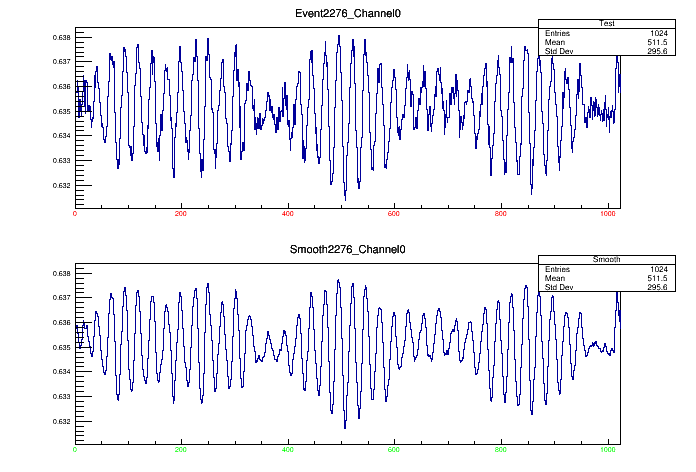 Event2276_Channel0
Test
Entries 1024
Mean 511.5
Std Dev 295.6
0.638
0.637
0.636
0.635
0.634
0.633
0.632
0 200 400 600 800 1000
Smooth2276_Channel0
Smooth
Entries 1024
Mean 511.5
Std Dev 295.6
0.638
0.637
0.636
0.635
0.634
0.633
0.632
0 200 400 600 800 1000